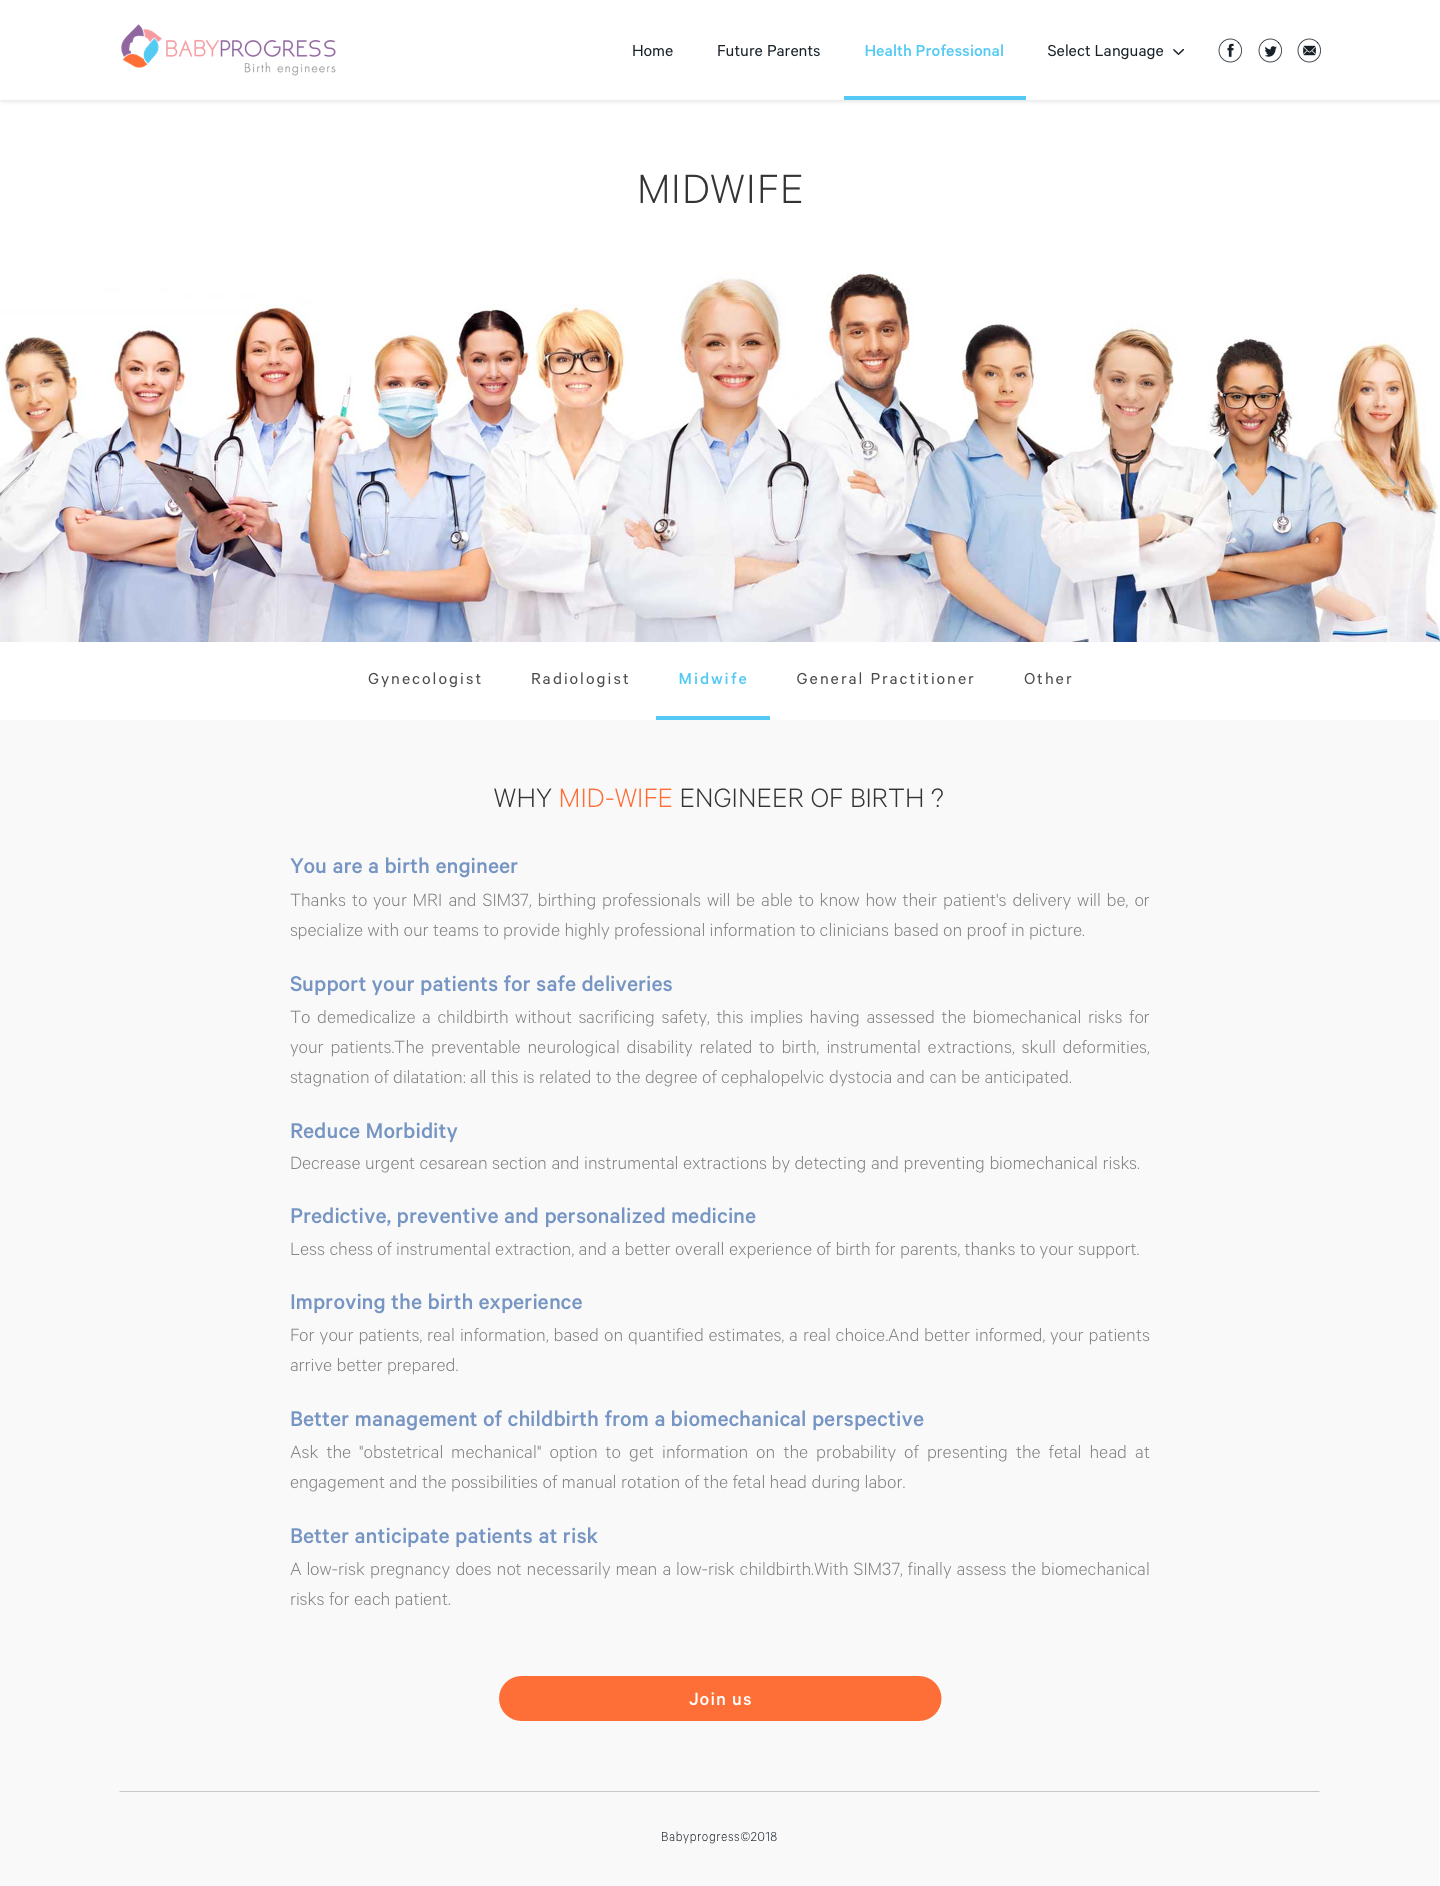 BABYPROGRESS
Birth engineers
Home Future Parents Health Professional Select Language
MIDWIFE
Gynecologist Radiologist Midwife General Practitioner Other
WHY MID-WIFE ENGINEER OF BIRTH ?
You are a birth engineer
Thanks to your MRI and SIM37, birthing professionals will be able to know how their patient's delivery will be, or
specialize with our teams to provide highly professional information to clinicians based on proof in picture.
Support your patients for safe deliveries
To demedicalize a childbirth without sacrificing safety, this implies having assessed the biomechanical risks for
your patients.The preventable neurological disability related to birth, instrumental extractions, skull deformities,
stagnation of dilatation: all this is related to the degree of cephalopelvic dystocia and can be anticipated.
Reduce Morbidity
Decrease urgent cesarean section and instrumental extractions by detecting and preventing biomechanical risks.
Predictive, preventive and personalized medicine
Less chess of instrumental extraction, and a better overall experience of birth for parents, thanks to your support.
Improving the birth experience
For your patients, real information, based on quantified estimates, a real choice.And better informed, your patients
arrive better prepared.
Better management of childbirth from a biomechanical perspective
Ask the "obstetrical mechanical" option to get information on the probability of presenting the fetal head at
engagement and the possibilities of manual rotation of the fetal head during labor.
Better anticipate patients at risk
A low-risk pregnancy does not necessarily mean a low-risk childbirth.With SIM37, finally assess the biomechanical
risks for each patient.
Join us
Babyprogress©2018